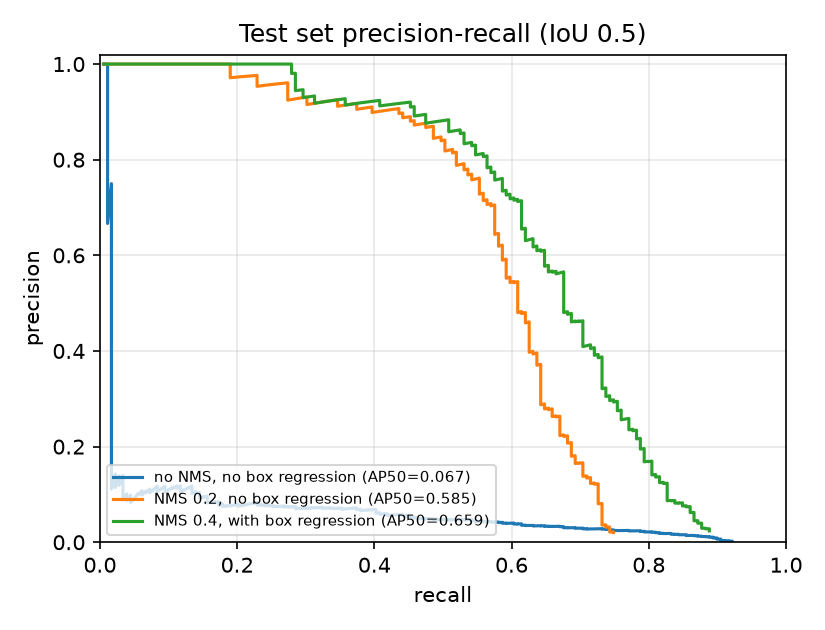 Test set precision-recall (IoU 0.5)
1.0
0.8
0.6
0.4
0.2
0.0
precision
no NMS, no box regression (AP50=0.067)
NMS 0.2, no box regression (AP50=0.585)
NMS 0.4, with box regression (AP50=0.659)
0.0 0.2 0.4 0.6 0.8 1.0
recall